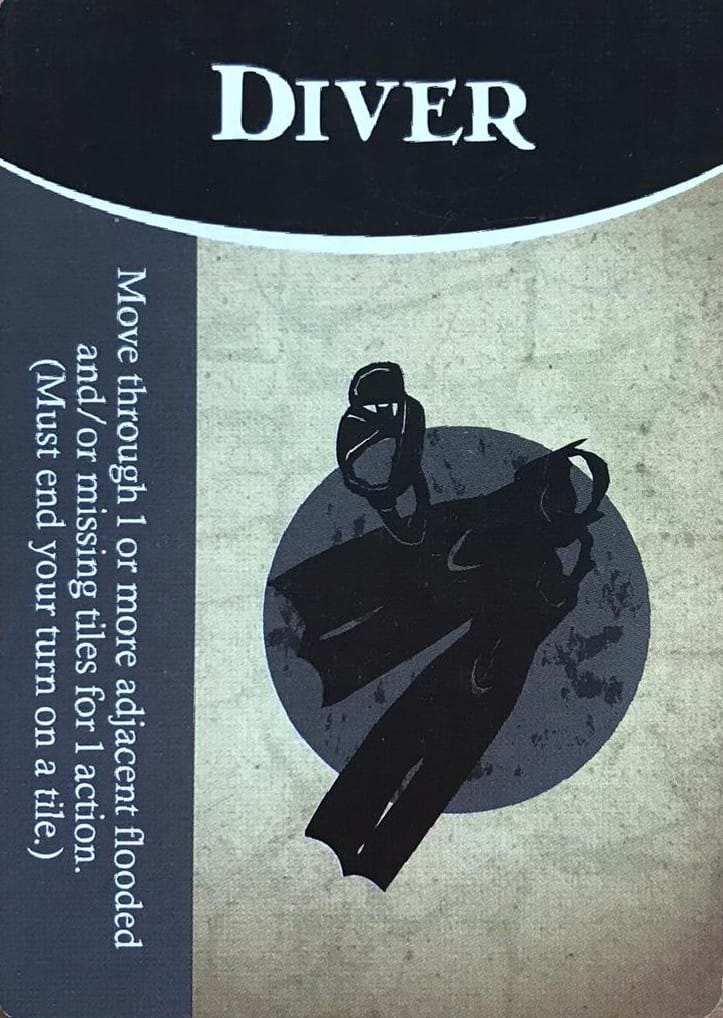 DIVER
Move through 1 or more adjacent flooded
and/or missing tiles for 1 action.
(Must end your turn on a tile.)